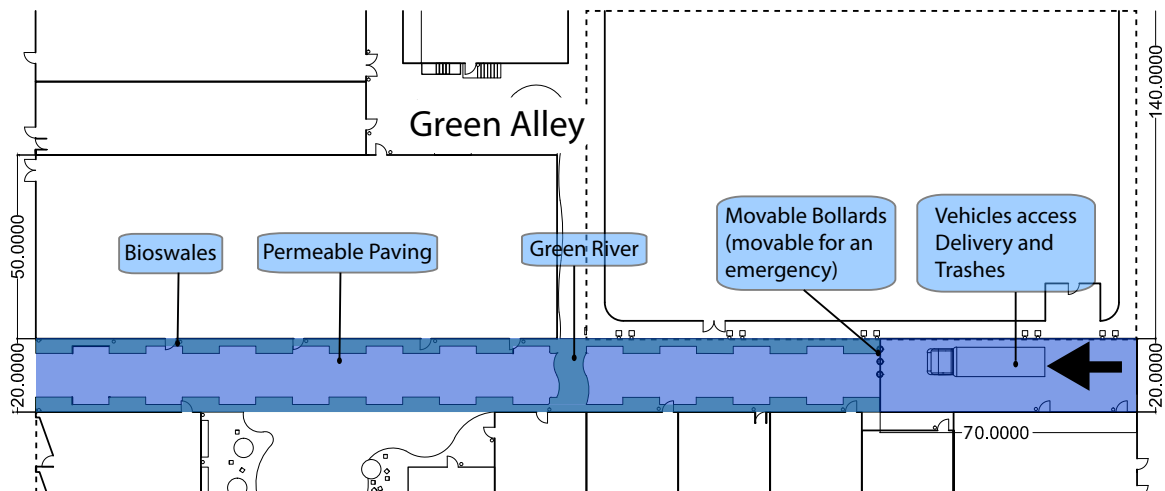 140.0000
Green Alley
Movable Bollards
(movable for an
emergency)
Vehicles access
Delivery and
Trashes
Bioswales
Permeable Paving
Green River
50.0000
20.0000
20.0000
70.0000